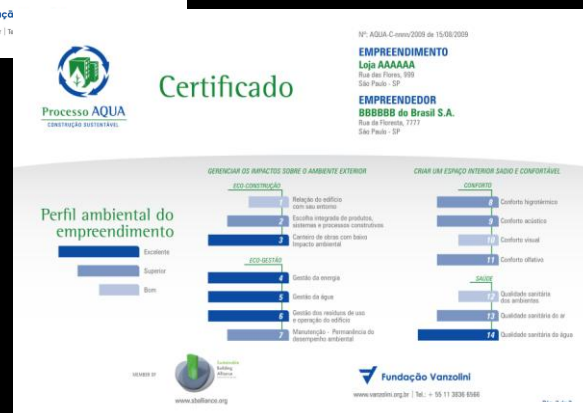 Nº: AQUA-C-nnnn/2009 de 15/08/2009
Certificado
EMPREENDIMENTO
Loja AAAAAA
Rua das Flores, 999
São Paulo - SP
EMPREENDEDOR
BBBBBB do Brasil S.A.
Rua da Floresta, 7777
São Paulo - SP
Processo AQUA
CONSTRUÇÃO SUSTENTÁVEL
Perfil ambiental do
empreendimento
Excelente
Superior
Bom
GERENCIAR OS IMPACTOS SOBRE O AMBIENTE EXTERIOR
ECO-CONSTRUÇÃO
1 Relação do edifício
com seu entorno
2 Escolha integrada de produtos,
sistemas e processos construtivos
3 Canteiro de obras com baixo
impacto ambiental
ECO-GESTÃO
4 Gestão da energia
5 Gestão da água
6 Gestão dos resíduos de uso
e operação do edifício
7 Manutenção - Permanência do
desempenho ambiental
CRIAR UM ESPAÇO INTERIOR SADIO E CONFORTÁVEL
CONFORTO
8 Conforto higrotérmico
9 Conforto acústico
10 Conforto visual
11 Conforto olfativo
SAÚDE
12 Qualidade sanitária
dos ambientes
13 Qualidade sanitária do ar
14 Qualidade sanitária da água
MEMBER OF
Sustainable
Building
Alliance
www.sballiance.org
Fundação Vanzolini
www.vanzolini.org.br | Tel.: + 55 11 3836 6566